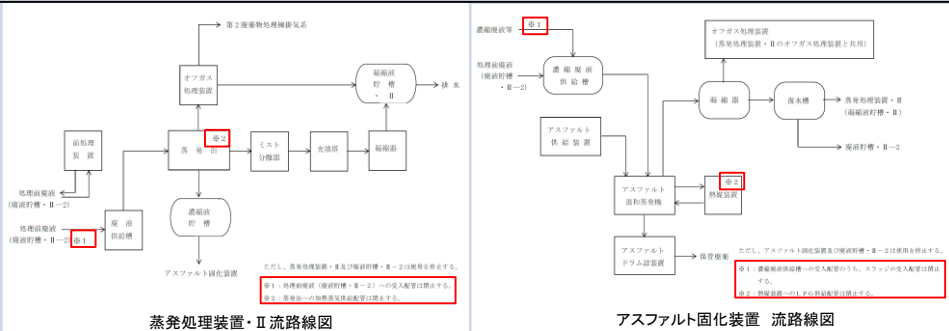 第2廃棄物処理棟排気系
オフガス
処理装置
凝縮液
貯 槽
・ Ⅱ
排 水
前処理
装 置
※2
蒸 発 缶
ミスト
分離器
充填塔
凝縮器
処理前廃液
(廃液貯槽・Ⅱ-2)
処理前廃液
(廃液貯槽・Ⅱ-2)
※1
廃 液
供給槽
濃縮液
貯 槽
アスファルト固化装置
ただし、蒸発処理装置・Ⅱ及び廃液貯槽・Ⅱ-2は使用を停止する。
※1：処理前廃液（廃液貯槽・Ⅱ-2）への受入配管は閉止する。
※2：蒸発缶への加熱蒸気供給配管は閉止する。
蒸発処理装置・Ⅱ 流路線図
濃縮廃液等
※1
処理前廃液
(廃液貯槽
・Ⅱ-2)
濃 縮 廃 液
供 給 槽
オフガス処理装置
(蒸発処理装置・Ⅱのオフガス処理装置と共用)
凝 縮 器
復水槽
蒸発処理装置・Ⅱ
(凝縮液貯槽・Ⅱ)
廃液貯槽・Ⅱ-2
アスファルト
供 給 装 置
アスファルト
混和蒸発機
※2
熱媒装置
アスファルト
ドラム詰装置
保管廃棄
ただし、アスファルト固化装置及び廃液貯槽・Ⅱ-2は使用を停止する。
※1：濃縮廃液供給槽への受入配管のうち、スラッジの受入配管は閉止
する。
※2：熱媒装置へのLPG供給配管は閉止する。
アスファルト固化装置 流路線図